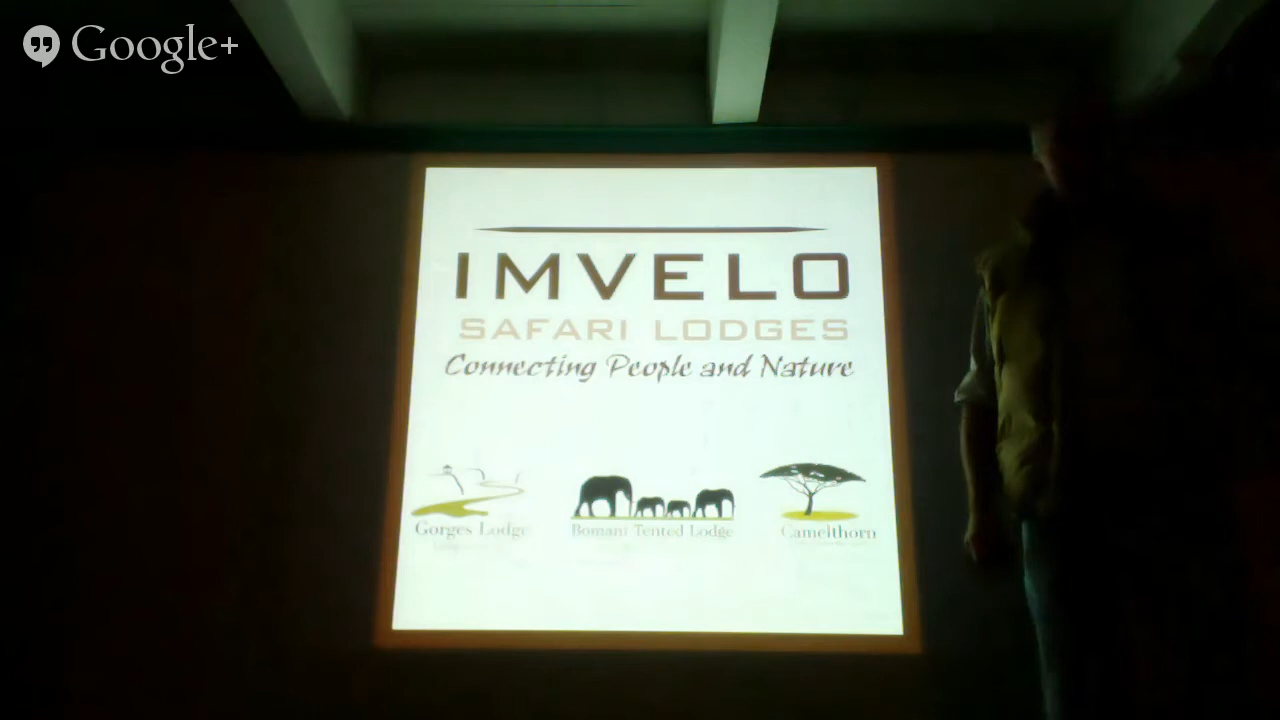 Google+
IMVELO
SAFARI LODGES
Connecting People and Nature
Gorges Lodge
Bomani Tented Lodge
Camelthorn